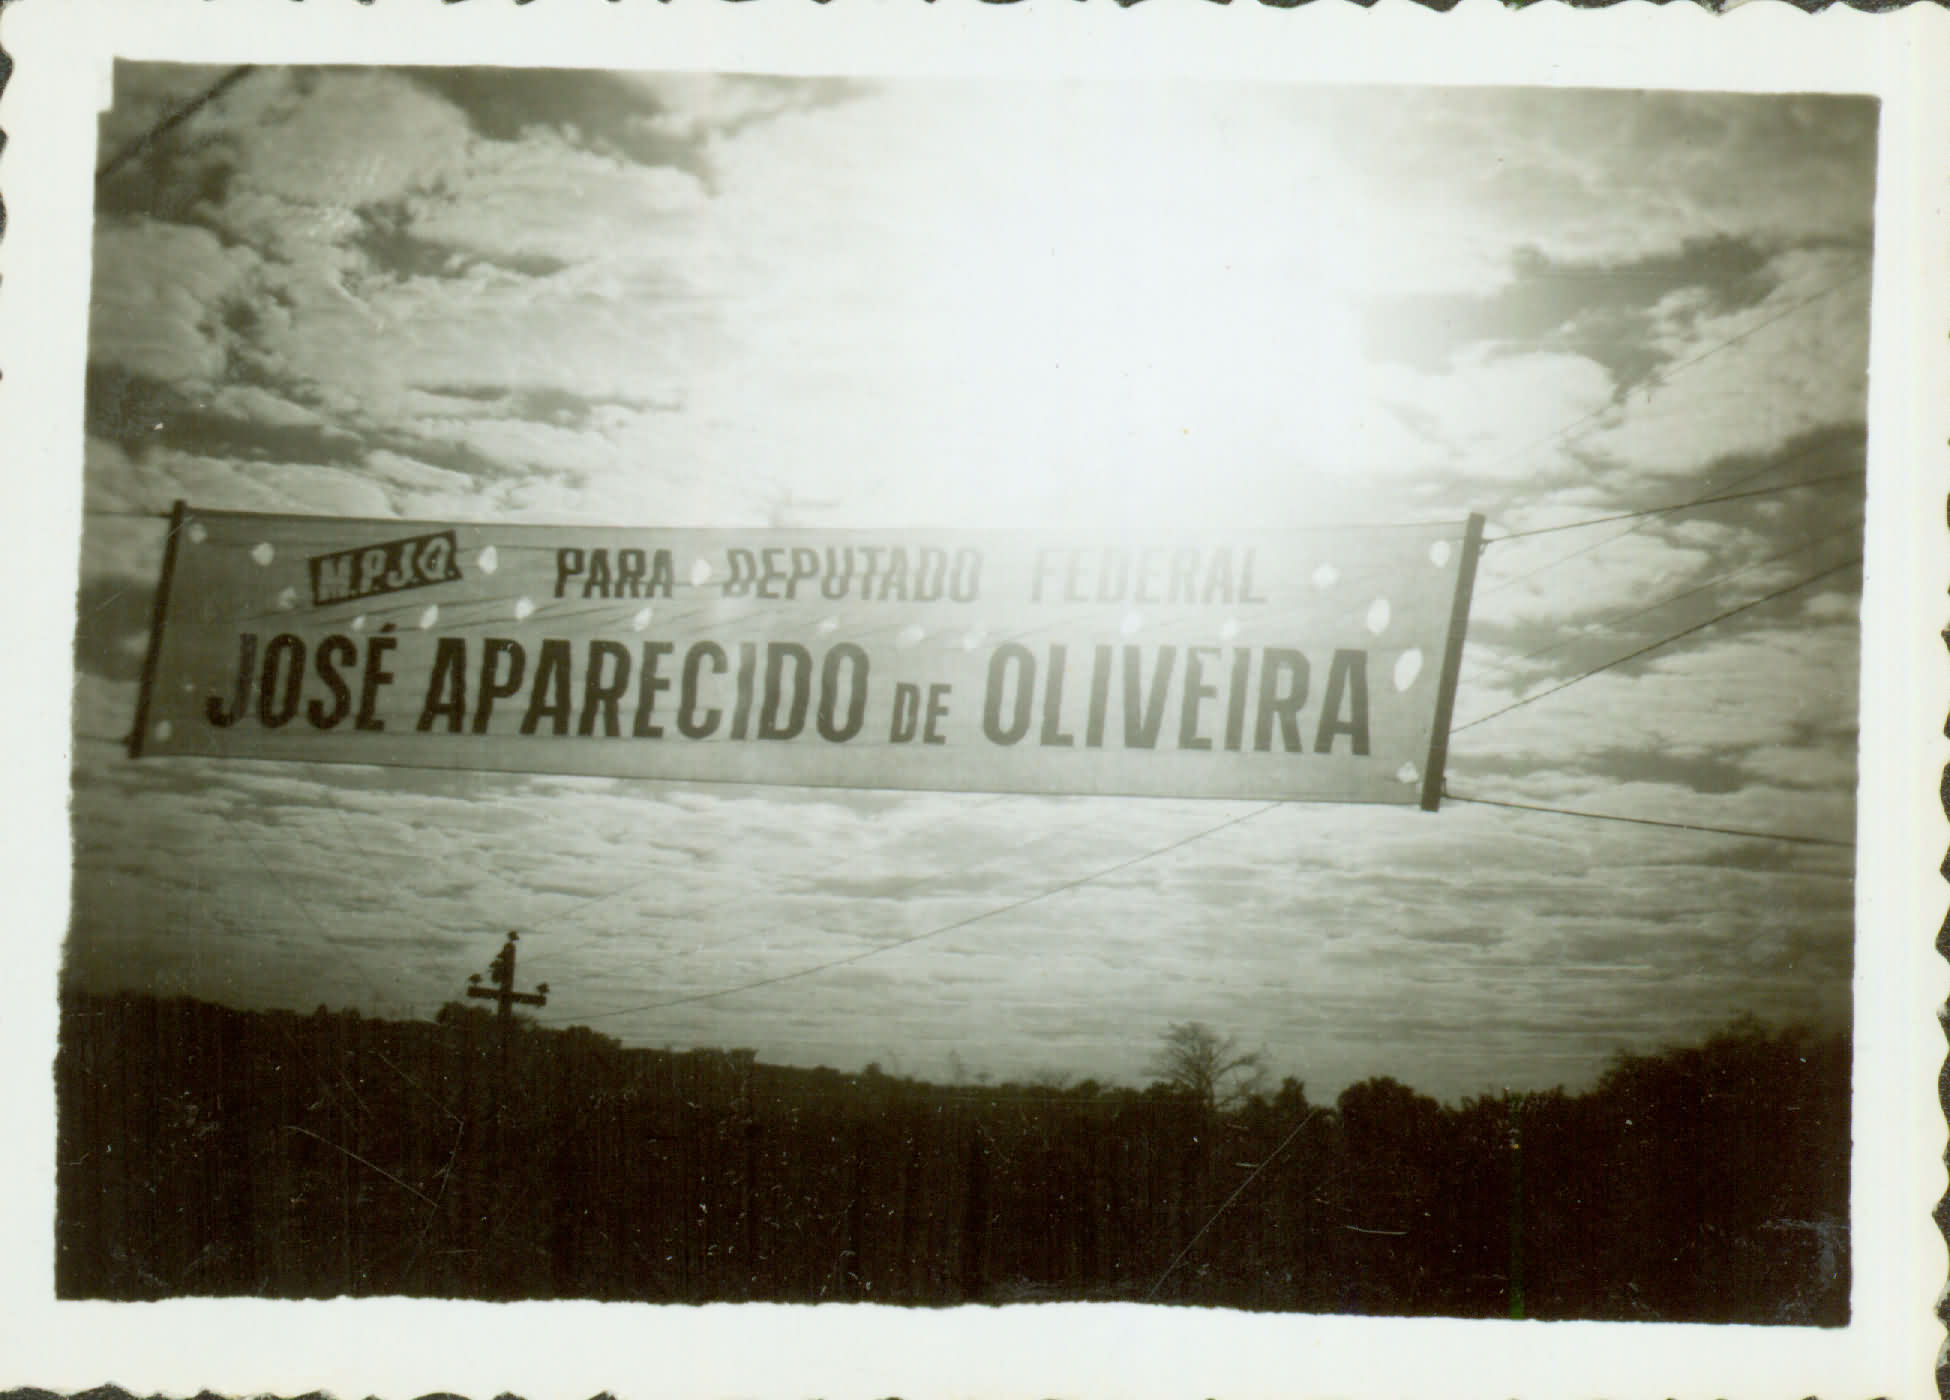 M.P.J.Q. PARA DEPUTADO FEDERAL
JOSÉ APARECIDO DE OLIVEIRA